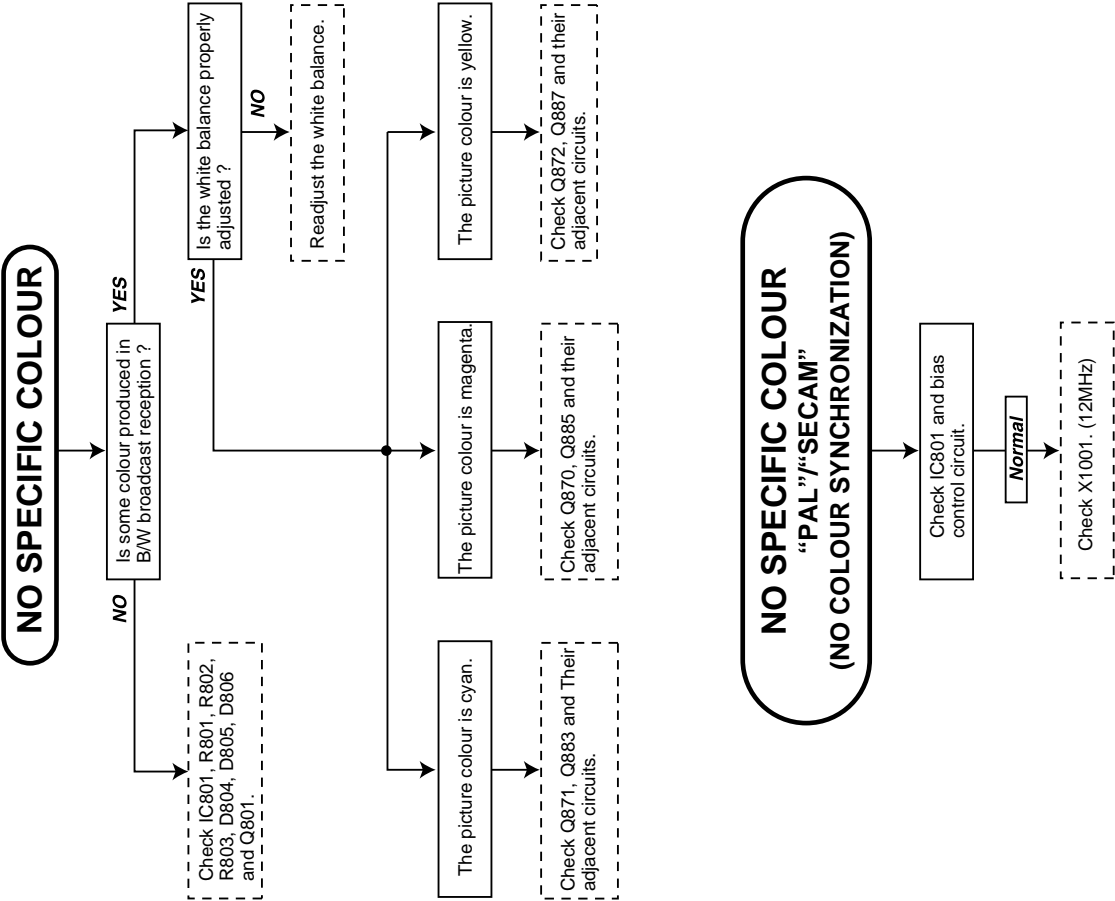 NO SPECIFIC COLOUR
Is some colour produced in
B/W broadcast reception ?
NO
YES
Check IC801, R801, R802,
R803, D804, D805, D806
and Q801.
Is the white balance properly
adjusted ?
YES
NO
Readjust the white balance.
The picture colour is cyan.
The picture colour is magenta.
The picture colour is yellow.
Check Q871, Q883 and Their
adjacent circuits.
Check Q870, Q885 and their
adjacent circuits.
Check Q872, Q887 and their
adjacent circuits.
NO SPECIFIC COLOUR
“PAL”/“SECAM”
(NO COLOUR SYNCHRONIZATION)
Check IC801 and bias
control circuit.
Normal
Check X1001. (12MHz)